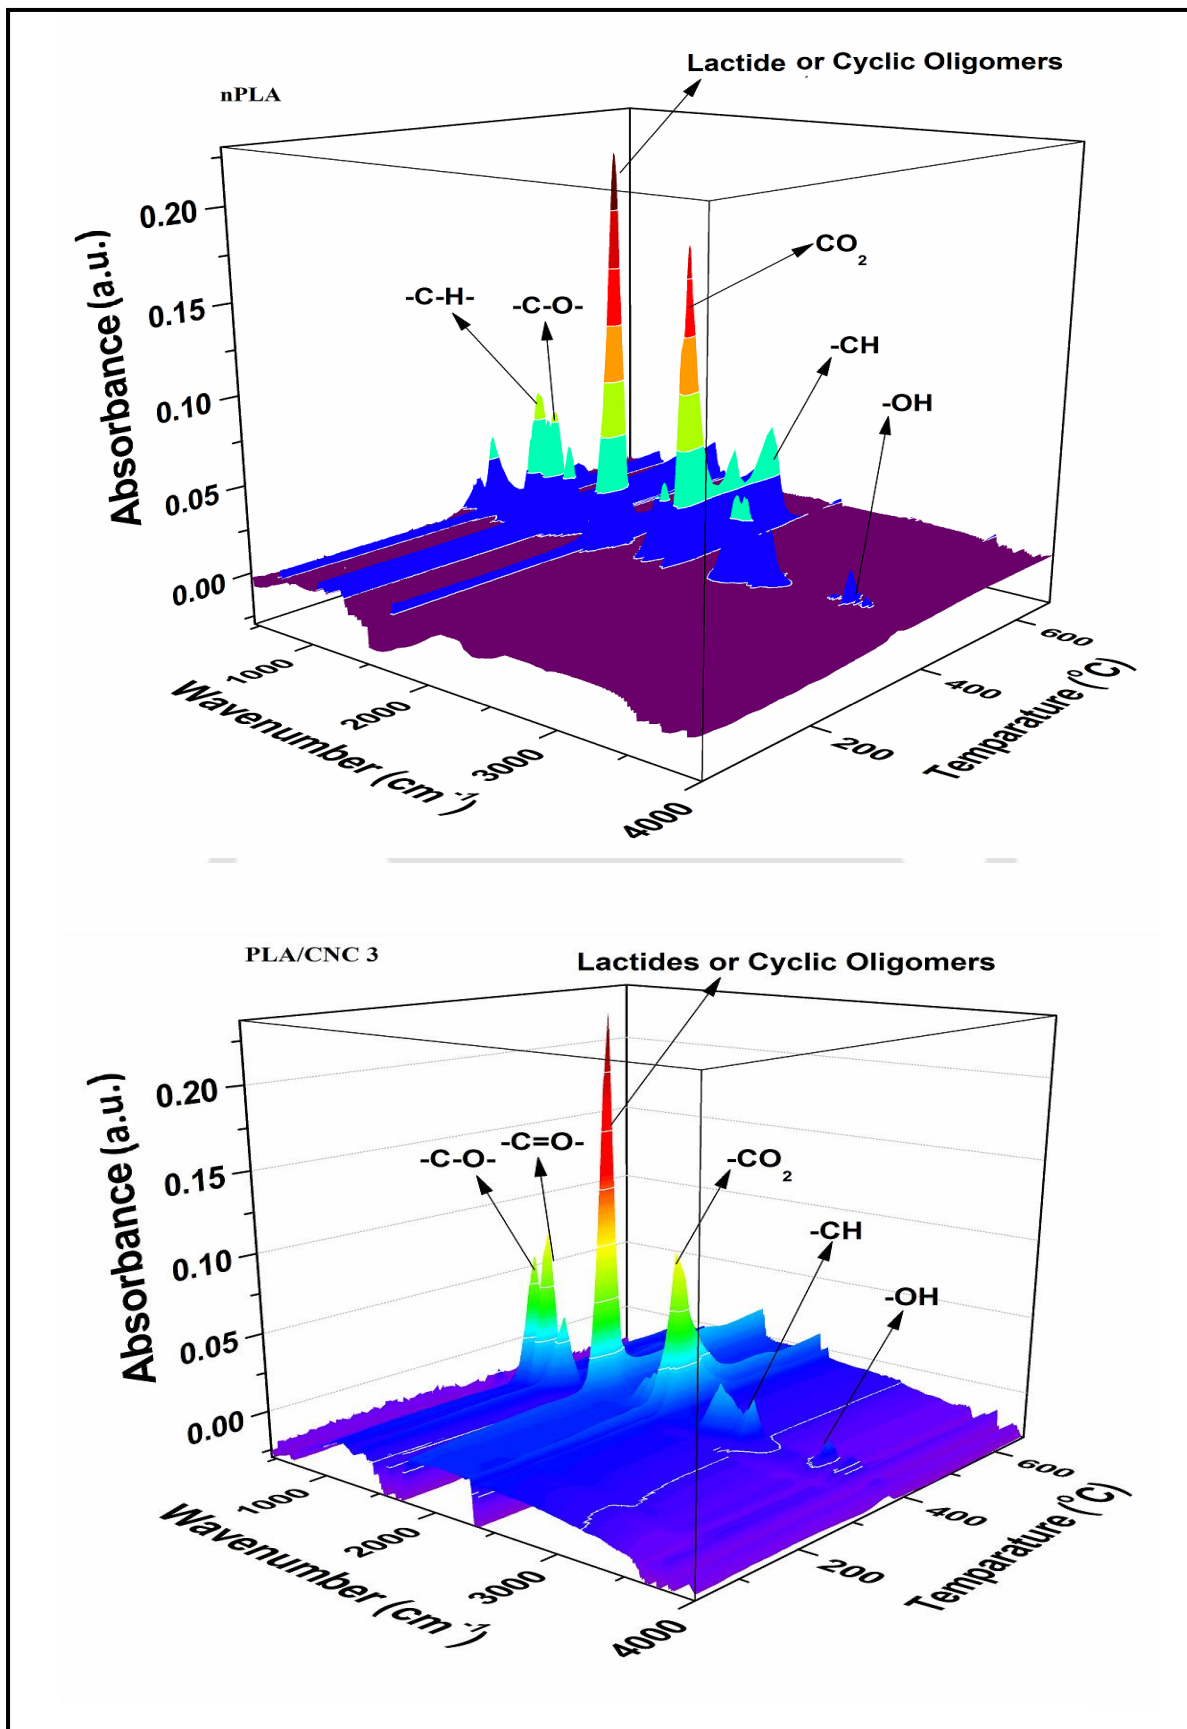 Lactide or Cyclic Oligomers
nPLA
0.20
CO2
0.15
-C-H-
-C-O-
-CH
0.10
-OH
0.05
0.00
Absorbance (a.u.)
1000
2000
3000
4000
Wavenumber (cm-1)
200
400
600
Temparature (oC)
PLA/CNC 3
Lactides or Cyclic Oligomers
0.20
-C=O-
-C-O-
-CO2
0.15
-CH
0.10
-OH
0.05
0.00
Absorbance (a.u.)
1000
2000
3000
4000
Wavenumber (cm-1)
200
400
600
Temparature (oC)